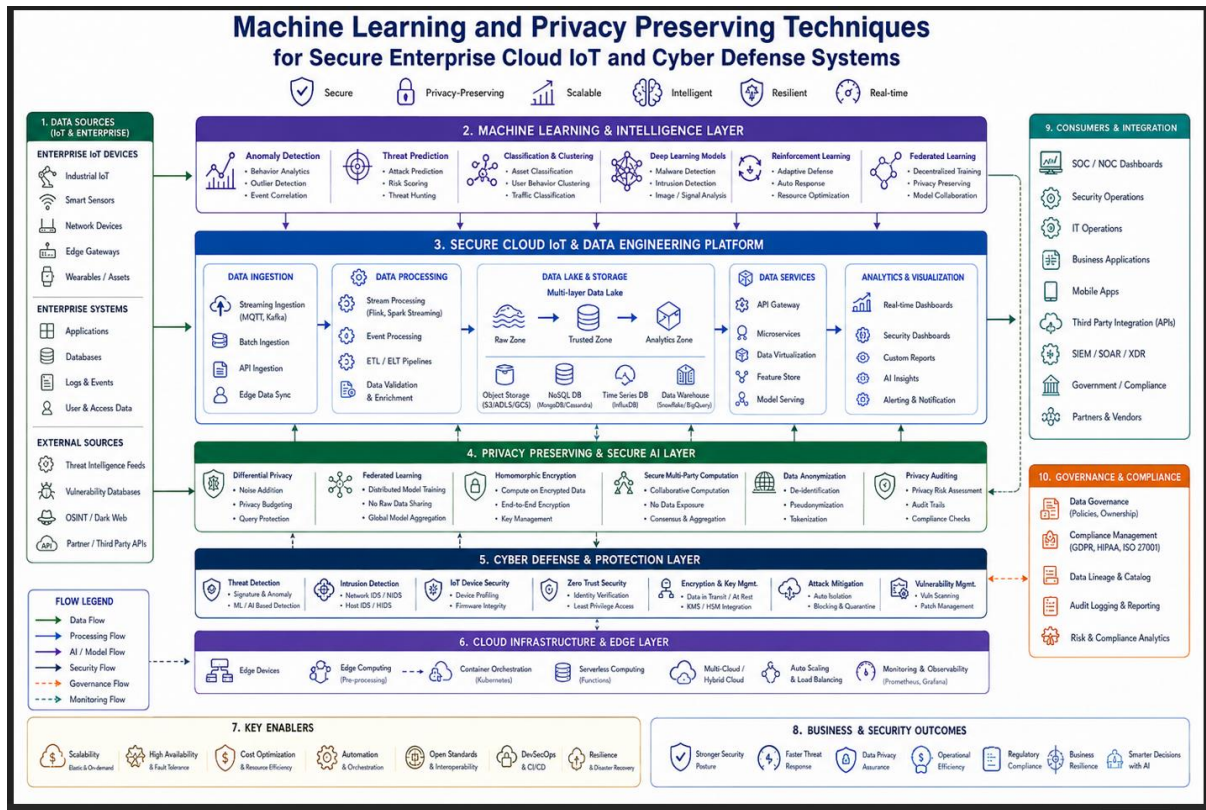 Machine Learning and Privacy Preserving Techniques
for Secure Enterprise Cloud IoT and Cyber Defense Systems
Secure
Privacy-Preserving
Scalable
Intelligent
Resilient
Real-time
1. DATA SOURCES
(IoT & ENTERPRISE)
ENTERPRISE IoT DEVICES
Industrial IoT
Smart Sensors
Network Devices
Edge Gateways
Wearables / Assets
ENTERPRISE SYSTEMS
Applications
Databases
Logs & Events
User & Access Data
EXTERNAL SOURCES
Threat Intelligence Feeds
Vulnerability Databases
OSINT / Dark Web
API
Partner / Third Party APIs
FLOW LEGEND
Data Flow
Processing Flow
AI / Model Flow
Security Flow
Governance Flow
Monitoring Flow
2. MACHINE LEARNING & INTELLIGENCE LAYER
Anomaly Detection
• Behavior Analytics
• Outlier Detection
• Event Correlation
Threat Prediction
• Attack Prediction
• Risk Scoring
• Threat Hunting
Classification & Clustering
• Asset Classification
• User Behavior Clustering
• Traffic Classification
Deep Learning Models
• Malware Detection
• Intrusion Detection
• Image / Signal Analysis
Reinforcement Learning
• Adaptive Defense
• Auto Response
• Resource Optimization
Federated Learning
• Decentralized Training
• Privacy Preserving
• Model Collaboration
3. SECURE CLOUD IoT & DATA ENGINEERING PLATFORM
DATA INGESTION
Streaming Ingestion
(MQTT, Kafka)
Batch Ingestion
API Ingestion
Edge Data Sync
DATA PROCESSING
Stream Processing
(Flink, Spark Streaming)
Event Processing
ETL / ELT Pipelines
Data Validation
& Enrichment
DATA LAKE & STORAGE
Multi-layer Data Lake
Raw Zone
Trusted Zone
Analytics Zone
Object Storage
(S3/ADLS/GCS)
NoSQL DB
(MongoDB/Cassandra)
Time Series DB
(InfluxDB)
Data Warehouse
(Snowflake/BigQuery)
DATA SERVICES
API Gateway
Microservices
Data Virtualization
Feature Store
Model Serving
ANALYTICS & VISUALIZATION
Real-time Dashboards
Security Dashboards
Custom Reports
AI Insights
Alerting & Notification
4. PRIVACY PRESERVING & SECURE AI LAYER
Differential Privacy
• Noise Addition
• Privacy Budgeting
• Query Protection
Federated Learning
• Distributed Model Training
• No Raw Data Sharing
• Global Model Aggregation
Homomorphic Encryption
• Compute on Encrypted Data
• End-to-End Encryption
• Key Management
Secure Multi-Party Computation
• Collaborative Computation
• No Data Exposure
• Consensus & Aggregation
Data Anonymization
• De-identification
• Pseudonymization
• Tokenization
Privacy Auditing
• Privacy Risk Assessment
• Audit Trails
• Compliance Checks
5. CYBER DEFENSE & PROTECTION LAYER
Threat Detection
• Signature & Anomaly
• ML / AI Based Detection
Intrusion Detection
• Network IDS / NIDS
• Host IDS / HIDS
IoT Device Security
• Device Profiling
• Firmware Integrity
Zero Trust Security
• Identity Verification
• Least Privilege Access
Encryption & Key Mgmt.
• Data in Transit / At Rest
• KMS / HSM Integration
Attack Mitigation
• Auto Isolation
• Blocking & Quarantine
Vulnerability Mgmt.
• Vuln Scanning
• Patch Management
6. CLOUD INFRASTRUCTURE & EDGE LAYER
Edge Devices
Edge Computing
(Pre-processing)
Container Orchestration
(Kubernetes)
Serverless Computing
(Functions)
Multi-Cloud /
Hybrid Cloud
Auto Scaling
& Load Balancing
Monitoring & Observability
(Prometheus, Grafana)
9. CONSUMERS & INTEGRATION
SOC / NOC Dashboards
Security Operations
IT Operations
Business Applications
Mobile Apps
Third Party Integration (APIs)
SIEM / SOAR / XDR
Government / Compliance
Partners & Vendors
10. GOVERNANCE & COMPLIANCE
Data Governance
(Policies, Ownership)
Compliance Management
(GDPR, HIPAA, ISO 27001)
Data Lineage & Catalog
Audit Logging & Reporting
Risk & Compliance Analytics
7. KEY ENABLERS
Scalability
Elastic & On-demand
High Availability
& Fault Tolerance
Cost Optimization
& Resource Efficiency
Automation
& Orchestration
Open Standards
& Interoperability
DevSecOps
& CI/CD
Resilience
& Disaster Recovery
8. BUSINESS & SECURITY OUTCOMES
Stronger Security
Posture
Faster Threat
Response
Data Privacy
Assurance
Operational
Efficiency
Regulatory
Compliance
Business
Resilience
Smarter Decisions
with AI